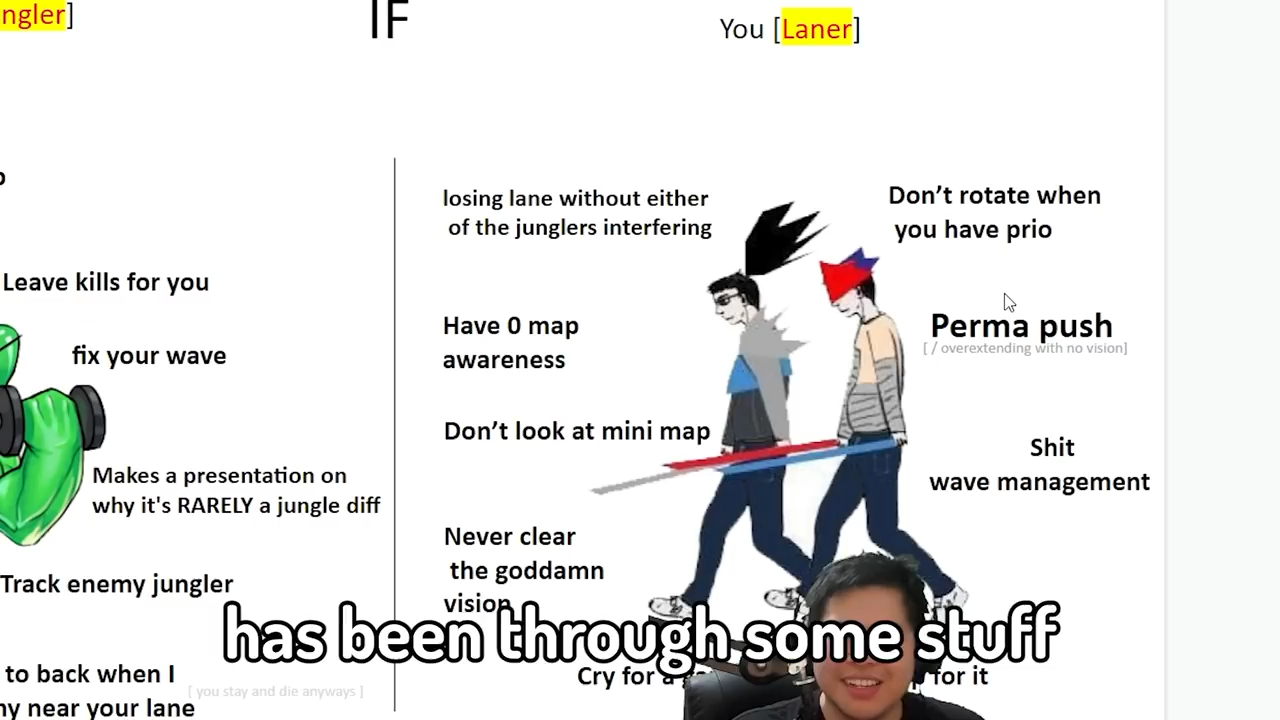 ngler]
IF
You [Laner]
Leave kills for you
fix your wave
Makes a presentation on
why it's RARELY a jungle diff
Track enemy jungler
to back when I
[ you stay and die anyways ]
ny near your lane
losing lane without either
of the junglers interfering
Have 0 map
awareness
Don’t look at mini map
Never clear
the goddamn
vision
Don’t rotate when
you have prio
Perma push
[ / overextending with no vision]
Shit
wave management
Cry for a
for it
has been through some stuff